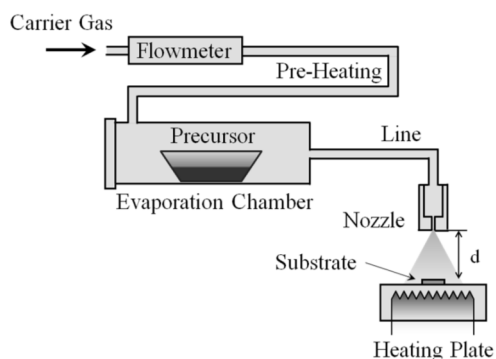 Carrier Gas
Flowmeter
Pre-Heating
Precursor
Line
Evaporation Chamber
Nozzle
d
Substrate
Heating Plate